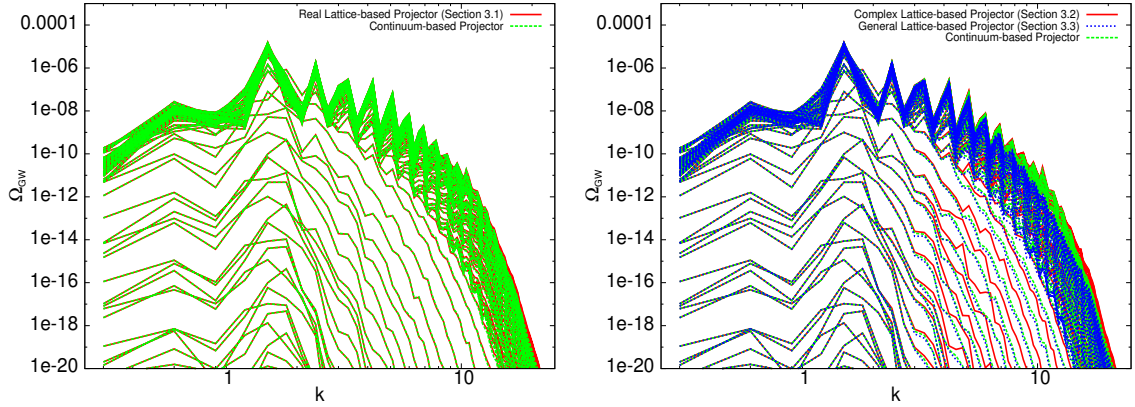 Real Lattice-based Projector (Section 3.1)
Continuum-based Projector
0.0001
1e-06
1e-08
1e-10
1e-12
1e-14
1e-16
1e-18
1e-20
Ω_GW
1
10
k
Complex Lattice-based Projector (Section 3.2)
General Lattice-based Projector (Section 3.3)
Continuum-based Projector
0.0001
1e-06
1e-08
1e-10
1e-12
1e-14
1e-16
1e-18
1e-20
Ω_GW
1
10
k